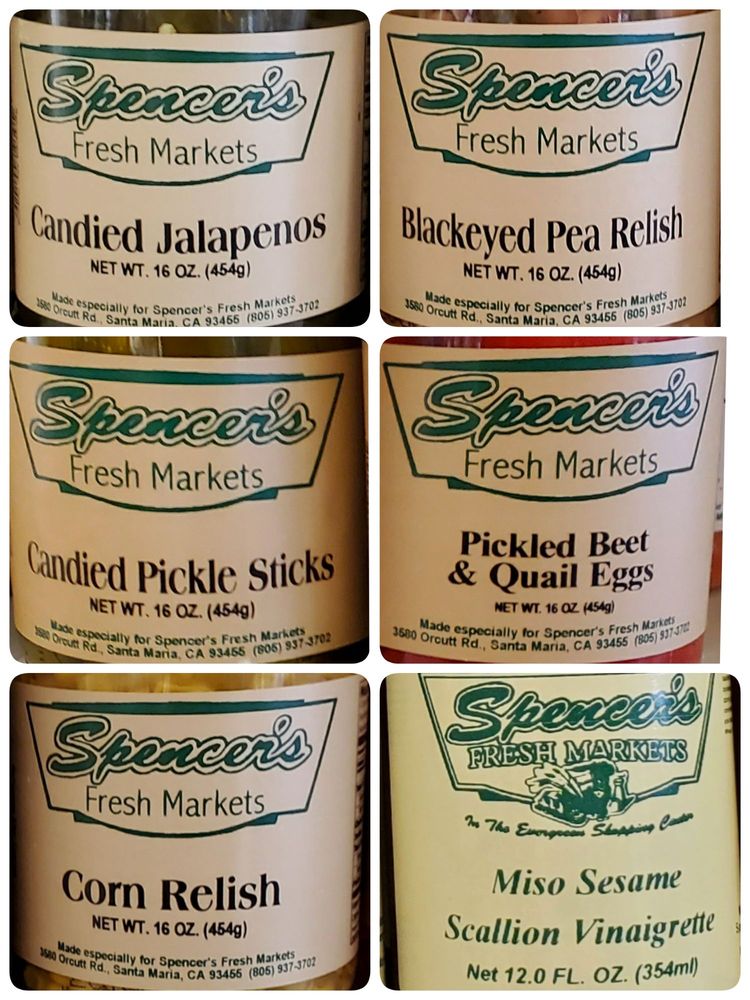 Spencer's
Fresh Markets
Candied Jalapenos
NET WT. 16 OZ. (454g)
Made especially for Spencer's Fresh Markets
3580 Orcutt Rd., Santa Maria, CA 93455 (805) 937-3702
Spencer's
Fresh Markets
Blackeyed Pea Relish
NET WT. 16 OZ. (454g)
Made especially for Spencer's Fresh Markets
3580 Orcutt Rd., Santa Maria, CA 93455 (805) 937-3702
Spencer's
Fresh Markets
Candied Pickle Sticks
NET WT. 16 OZ. (454g)
Made especially for Spencer's Fresh Markets
3580 Orcutt Rd., Santa Maria, CA 93455 (805) 937-3702
Spencer's
Fresh Markets
Pickled Beet
& Quail Eggs
NET WT. 16 OZ. (454g)
Made especially for Spencer's Fresh Markets
3580 Orcutt Rd., Santa Maria, CA 93455 (805) 937-3702
Spencer's
Fresh Markets
Corn Relish
NET WT. 16 OZ. (454g)
Made especially for Spencer's Fresh Markets
3580 Orcutt Rd., Santa Maria, CA 93455 (805) 937-3702
Spencer's
FRESH MARKETS
In The Evergreen Shopping Center
Miso Sesame
Scallion Vinaigrette
Net 12.0 FL. OZ. (354ml)